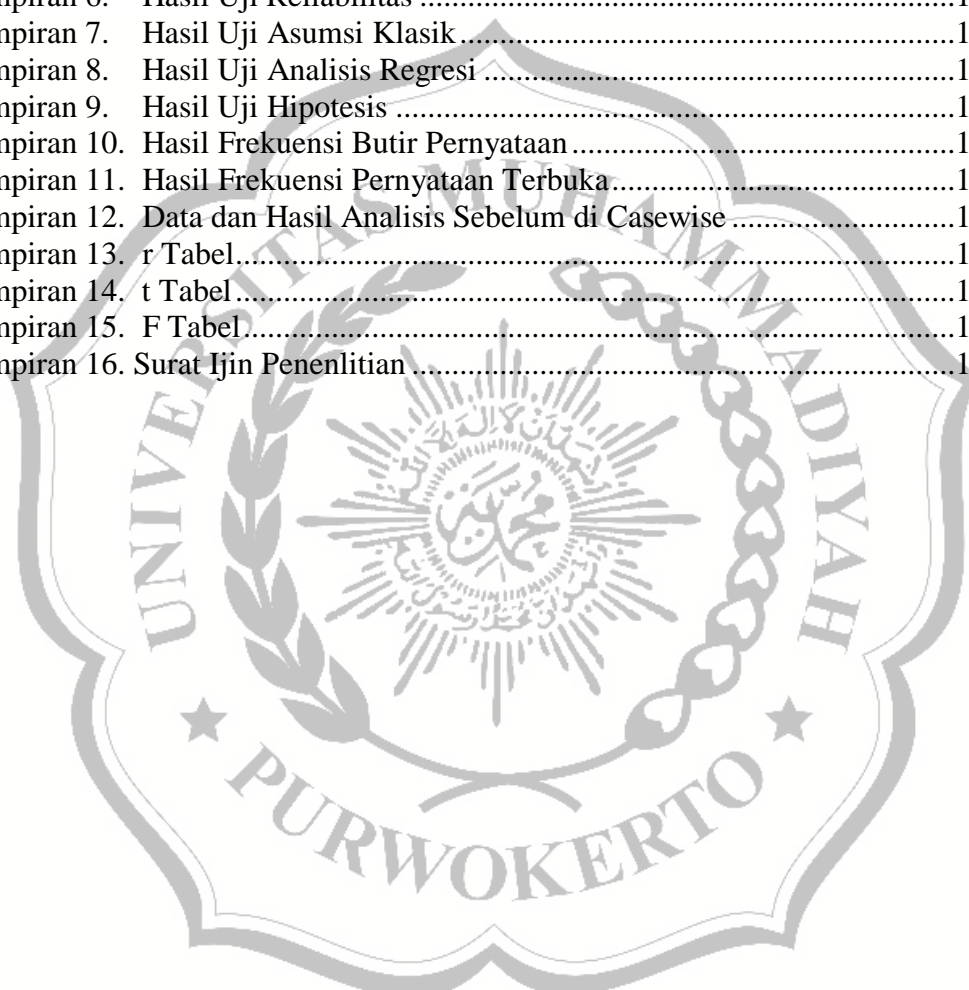 mpiran 6. Hasil Uji Reliabilitas ........................................................................1
mpiran 7. Hasil Uji Asumsi Klasik ....................................................................1
mpiran 8. Hasil Uji Analisis Regresi ..................................................................1
mpiran 9. Hasil Uji Hipotesis .............................................................................1
mpiran 10. Hasil Frekuensi Butir Pernyataan ......................................................1
mpiran 11. Hasil Frekuensi Pernyataan Terbuka.................................................1
mpiran 12. Data dan Hasil Analisis Sebelum di Casewise ..................................1
mpiran 13. r Tabel................................................................................................1
mpiran 14. t Tabel ................................................................................................1
mpiran 15. F Tabel ...............................................................................................1
mpiran 16. Surat Ijin Penenlitian .........................................................................1
UNIVERSITAS MUHAMMADIYAH
PURWOKERTO